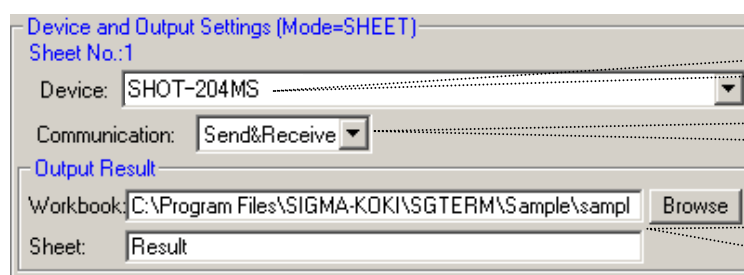 Device and Output Settings (Mode=SHEET)
Sheet No.:1
Device: SHOT-204MS
Communication: Send&Receive
Output Result
Workbook: C:\Program Files\SIGMA-KOKI\SGTERM\Sample\sampl Browse
Sheet: Result